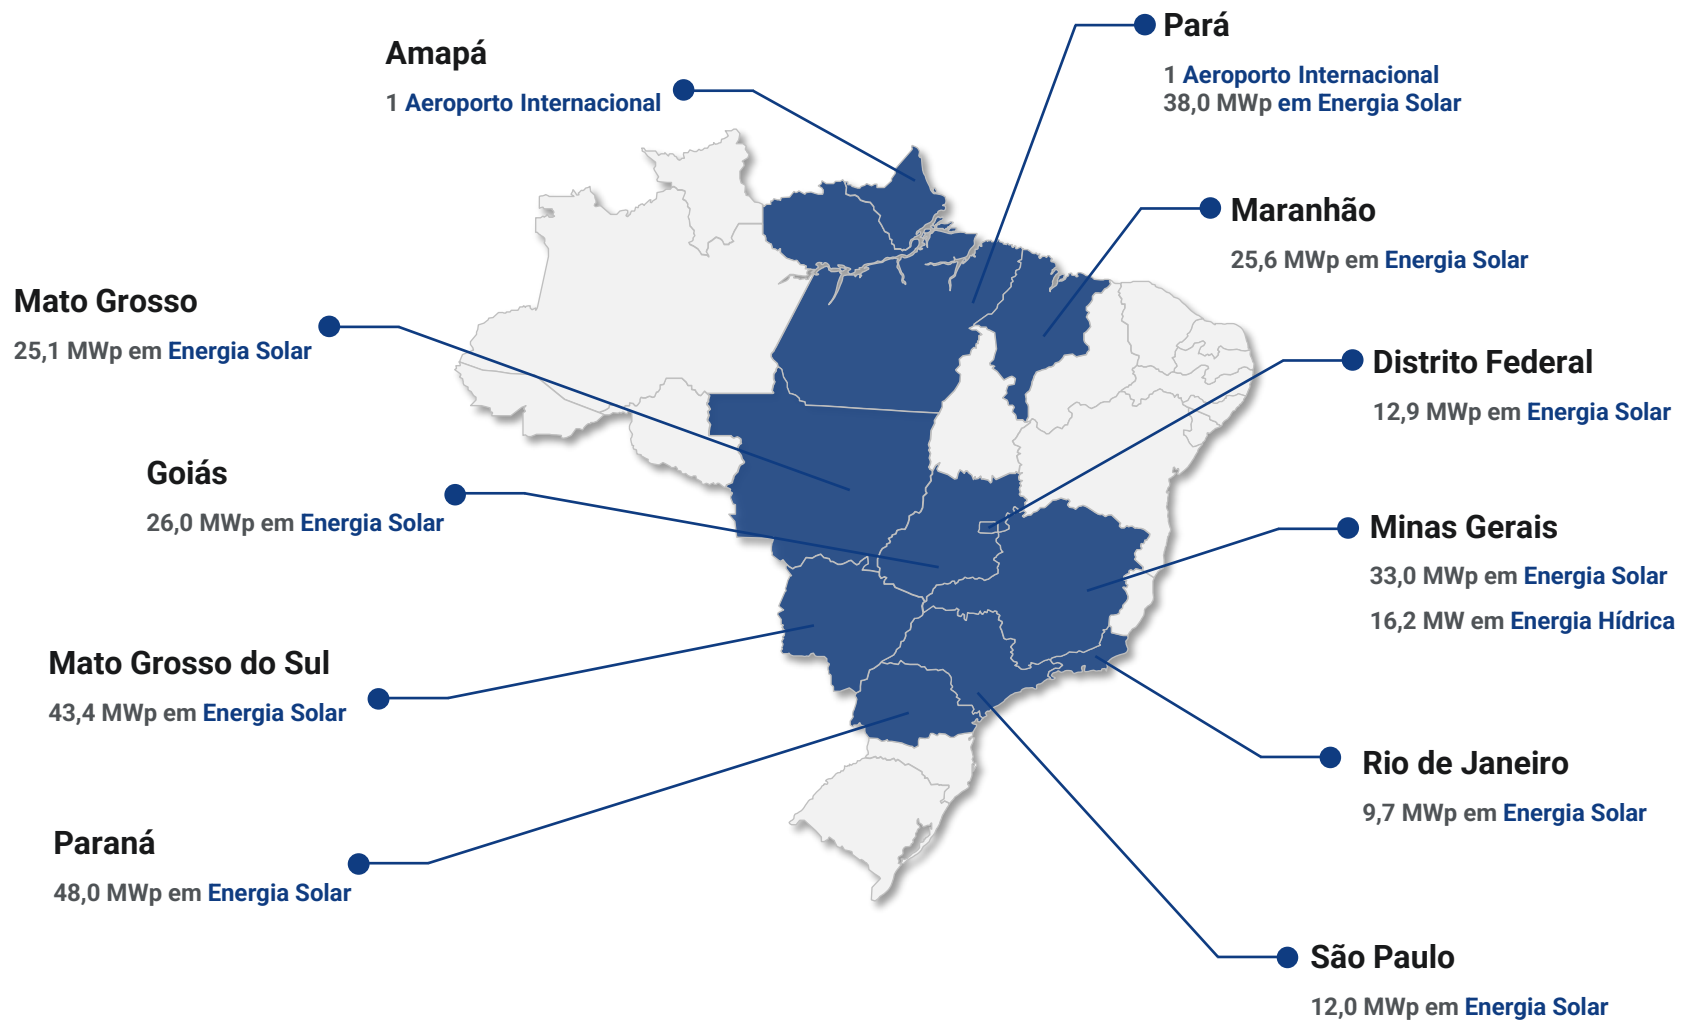 Amapá
1 Aeroporto Internacional
Pará
1 Aeroporto Internacional
38,0 MWp em Energia Solar
Maranhão
25,6 MWp em Energia Solar
Mato Grosso
25,1 MWp em Energia Solar
Distrito Federal
12,9 MWp em Energia Solar
Goiás
26,0 MWp em Energia Solar
Minas Gerais
33,0 MWp em Energia Solar
16,2 MW em Energia Hídrica
Mato Grosso do Sul
43,4 MWp em Energia Solar
Rio de Janeiro
9,7 MWp em Energia Solar
Paraná
48,0 MWp em Energia Solar
São Paulo
12,0 MWp em Energia Solar